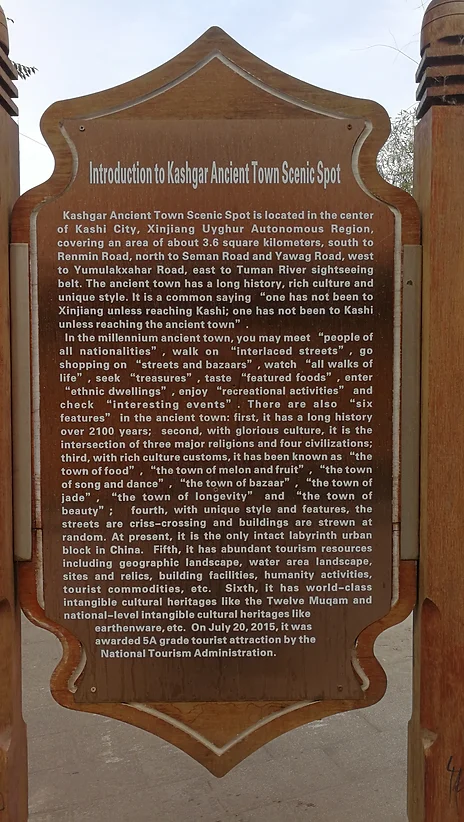 Introduction to Kashgar Ancient Town Scenic Spot
Kashgar Ancient Town Scenic Spot is located in the center
of Kashi City, Xinjiang Uyghur Autonomous Region,
covering an area of about 3.6 square kilometers, south to
Renmin Road, north to Seman Road and Yawag Road, west
to Yumulakxahar Road, east to Tuman River sightseeing
belt. The ancient town has a long history, rich culture and
unique style. It is a common saying “one has not been to
Xinjiang unless reaching Kashi; one has not been to Kashi
unless reaching the ancient town” .
In the millennium ancient town, you may meet “people of
all nationalities” , walk on “interlaced streets” , go
shopping on “streets and bazaars” , watch “all walks of
life” , seek “treasures” , taste “featured foods” , enter
“ethnic dwellings” , enjoy “recreational activities” and
check “interesting events” . There are also “six
features” in the ancient town: first, it has a long history
over 2100 years; second, with glorious culture, it is the
intersection of three major religions and four civilizations;
third, with rich culture customs, it has been known as “the
town of food” , “the town of melon and fruit” , “the town
of song and dance” , “the town of bazaar” , “the town of
jade” , “the town of longevity” and “the town of
beauty” ; fourth, with unique style and features, the
streets are criss-crossing and buildings are strewn at
random. At present, it is the only intact labyrinth urban
block in China. Fifth, it has abundant tourism resources
including geographic landscape, water area landscape,
sites and relics, building facilities, humanity activities,
tourist commodities, etc. Sixth, it has world-class
intangible cultural heritages like the Twelve Muqam and
national-level intangible cultural heritages like
earthenware, etc. On July 20, 2015, it was
awarded 5A grade tourist attraction by the
National Tourism Administration.